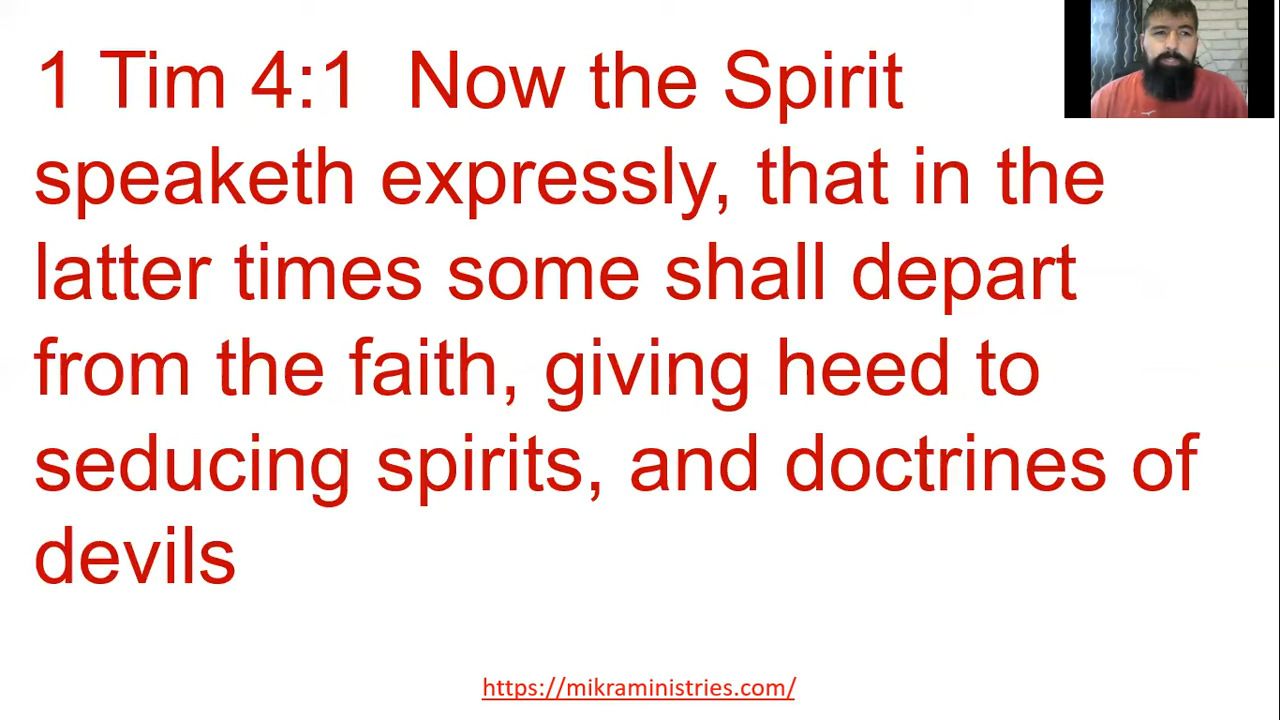 1 Tim 4:1  Now the Spirit
speaketh expressly, that in the
latter times some shall depart
from the faith, giving heed to
seducing spirits, and doctrines of
devils
https://mikraministries.com/